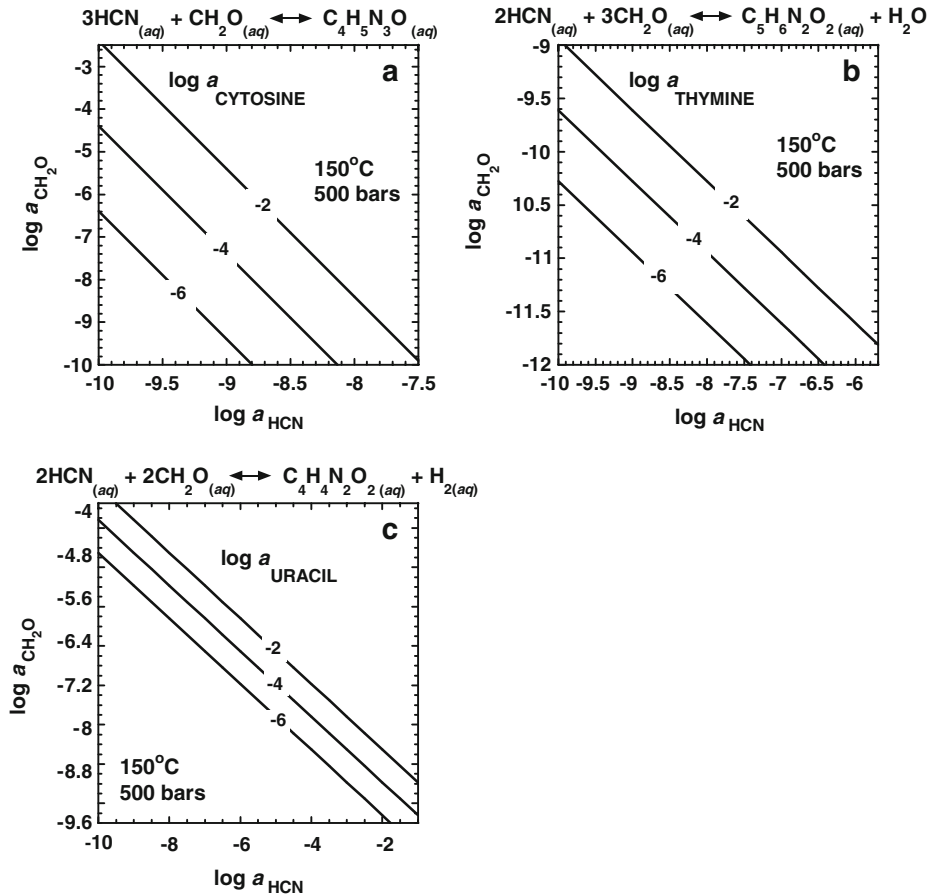 3HCN(aq) + CH2O(aq) ↔ C4H5N3O(aq)
a
log a CYTOSINE
150°C
500 bars
-2
-4
-6
log a CH2O
-3
-4
-5
-6
-7
-8
-9
-10
-10 -9.5 -9 -8.5 -8 -7.5
log a HCN
2HCN(aq) + 3CH2O(aq) ↔ C5H6N2O2(aq) + H2O
b
log a THYMINE
150°C
500 bars
-2
-4
-6
log a CH2O
-9
-9.5
-10
10.5
-11
-11.5
-12
-10 -9.5 -9 -8.5 -8 -7.5 -7 -6.5 -6
log a HCN
2HCN(aq) + 2CH2O(aq) ↔ C4H4N2O2(aq) + H2(aq)
c
log a URACIL
-2
-4
-6
150°C
500 bars
log a CH2O
-4
-4.8
-5.6
-6.4
-7.2
-8
-8.8
-9.6
-10 -8 -6 -4 -2
log a HCN